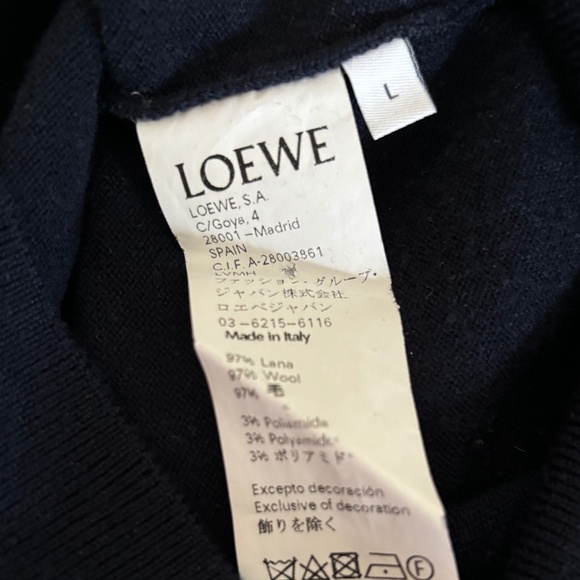 L
LOEWE
LOEWE, S.A.
C/Goya, 4
28001 -Madrid
SPAIN
C.I.F. A-28003861
LVMH
ファッション・グループ・
ジャパン株式会社
ロエベジャパン
03-6215-6116
Made in Italy
97% Lana
97% Wool
97% 毛
3% Poliamida
3% Polyamide
3% ポリアミド
Excepto decoración
Exclusive of decoration
飾りを除く
F